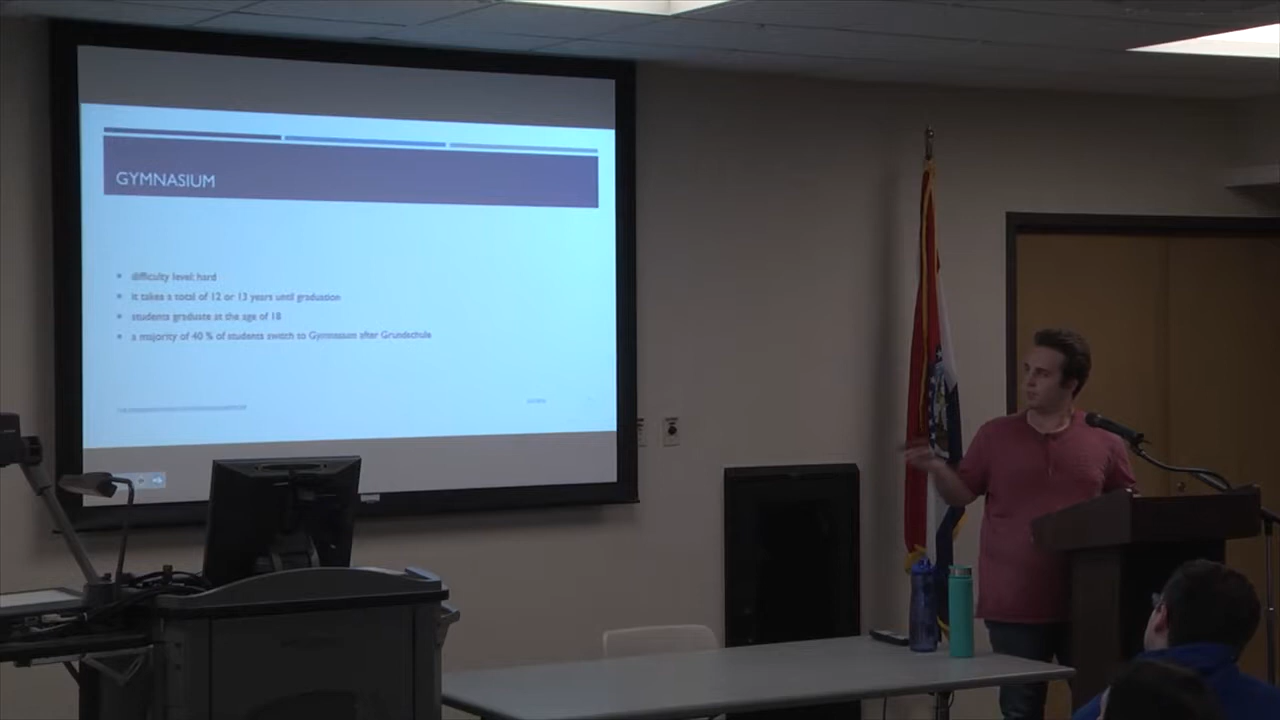 GYMNASIUM
difficulty level: hard
it takes a total of 12 or 13 years until graduation
students graduate at the age of 18
a majority of 40 % of students switch to Gymnasium after Grundschule